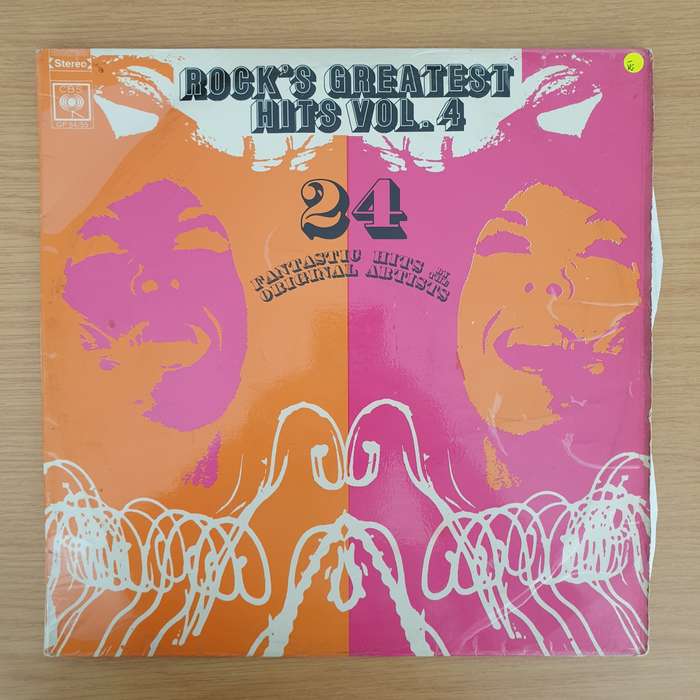 Stereo
CBS
ROCK'S GREATEST
HITS VOL. 4
24
FANTASTIC HITS BY THE
ORIGINAL ARTISTS